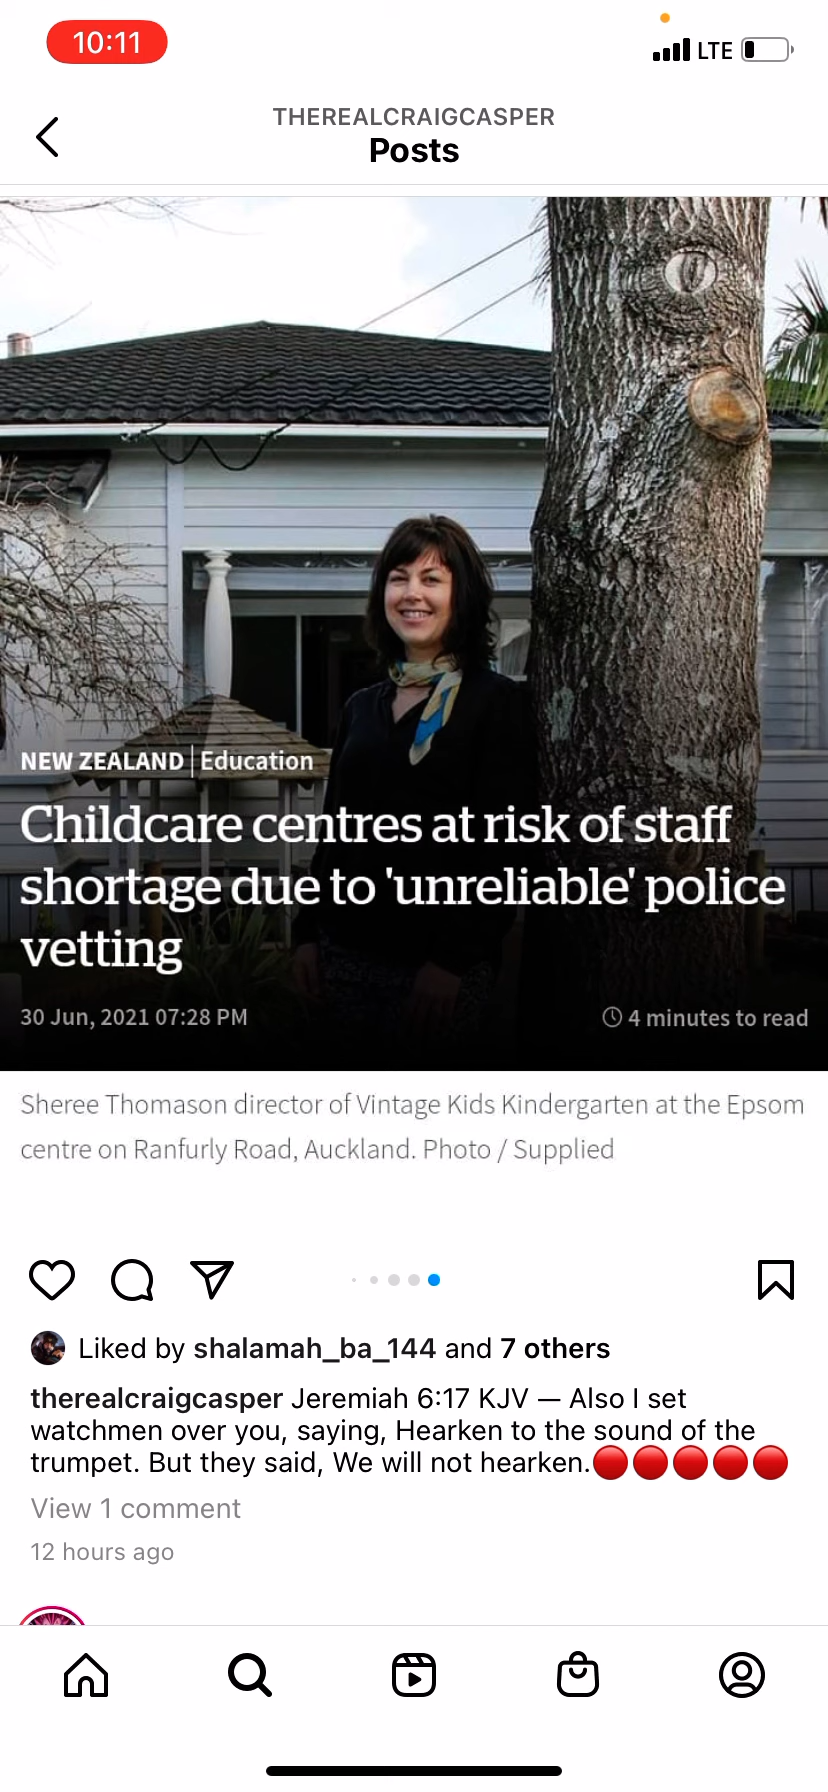 10:11
LTE
THEREALCRAIGCASPER
Posts
NEW ZEALAND | Education
Childcare centres at risk of staff
shortage due to 'unreliable' police
vetting
30 Jun, 2021 07:28 PM
4 minutes to read
Sheree Thomason director of Vintage Kids Kindergarten at the Epsom
centre on Ranfurly Road, Auckland. Photo / Supplied
Liked by shalamah_ba_144 and 7 others
therealcraigcasper Jeremiah 6:17 KJV — Also I set
watchmen over you, saying, Hearken to the sound of the
trumpet. But they said, We will not hearken.🔴🔴🔴🔴🔴
View 1 comment
12 hours ago